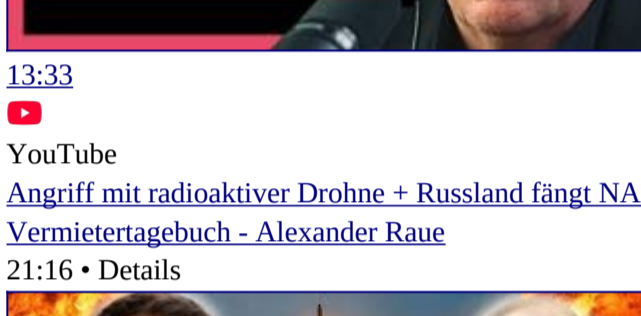 13:33
YouTube
Angriff mit radioaktiver Drohne + Russland fängt NA
Vermietertagebuch - Alexander Raue
21:16 • Details